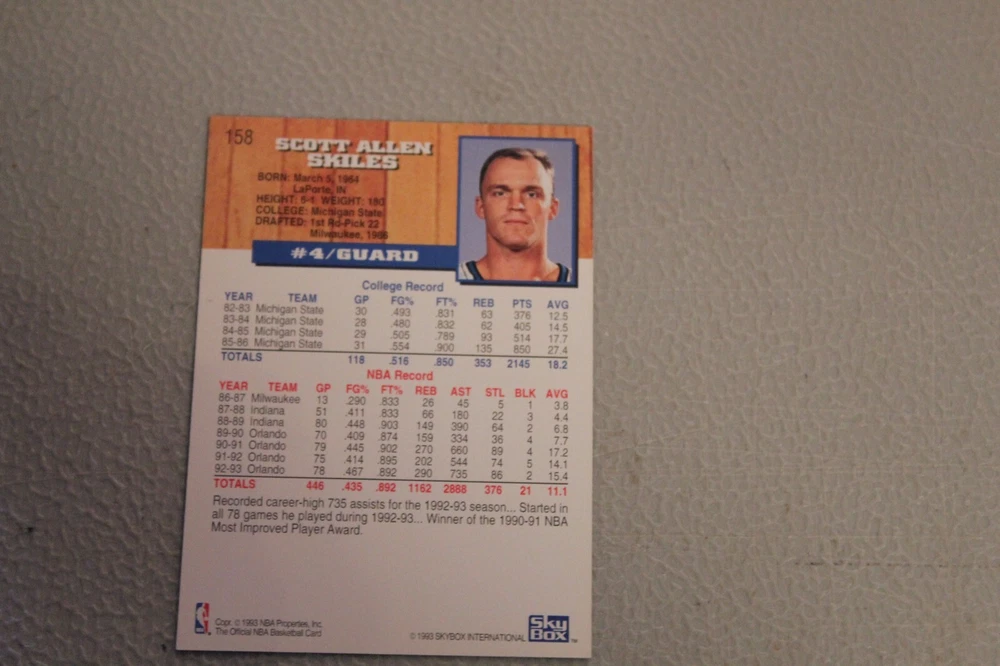 158
SCOTT ALLEN
SKILES
BORN: March 5, 1964
LaPorte, IN
HEIGHT: 6-1 WEIGHT: 180
COLLEGE: Michigan State
DRAFTED: 1st Rd-Pick 22
Milwaukee, 1986
#4/GUARD
College Record
YEAR TEAM GP FG% FT% REB PTS AVG
82-83 Michigan State 30 .493 .831 63 376 12.5
83-84 Michigan State 28 .480 .832 62 405 14.5
84-85 Michigan State 29 .505 .789 93 514 17.7
85-86 Michigan State 31 .554 .900 135 850 27.4
TOTALS 118 .516 .850 353 2145 18.2
NBA Record
YEAR TEAM GP FG% FT% REB AST STL BLK AVG
86-87 Milwaukee 13 .290 .833 26 45 5 1 3.8
87-88 Indiana 51 .411 .833 66 180 22 3 4.4
88-89 Indiana 80 .448 .903 149 390 64 2 6.8
89-90 Orlando 70 .409 .874 159 334 36 4 7.7
90-91 Orlando 79 .445 .902 270 660 89 4 17.2
91-92 Orlando 75 .414 .895 202 544 74 5 14.1
92-93 Orlando 78 .467 .892 290 735 86 2 15.4
TOTALS 446 .435 .892 1162 2888 376 21 11.1
Recorded career-high 735 assists for the 1992-93 season... Started in
all 78 games he played during 1992-93... Winner of the 1990-91 NBA
Most Improved Player Award.
Copr. © 1993 NBA Properties, Inc.
The Official NBA Basketball Card
© 1993 SKYBOX INTERNATIONAL
SkyBox™